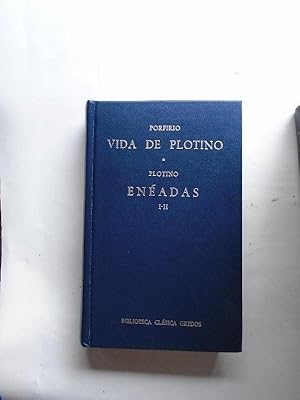 PORFIRIO
VIDA DE PLOTINO
PLOTINO
ENÉADAS
I-II
BIBLIOTECA CLÁSICA GREDOS